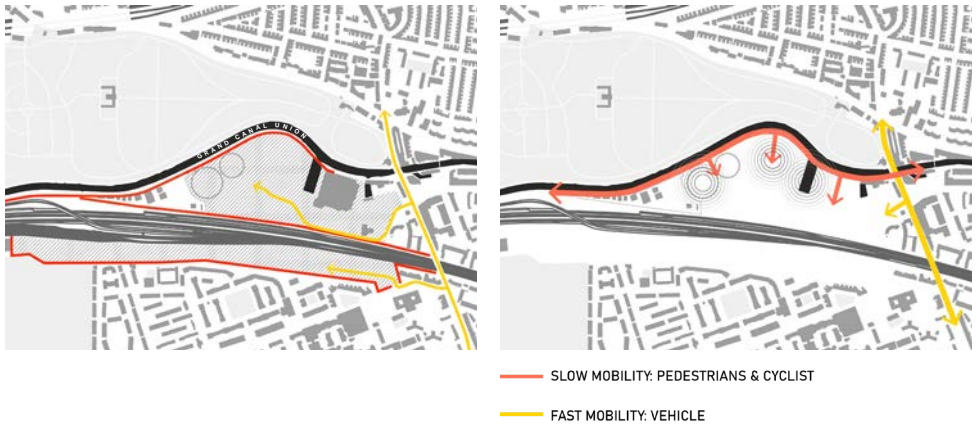 GRAND CANAL UNION
SLOW MOBILITY: PEDESTRIANS & CYCLIST
FAST MOBILITY: VEHICLE